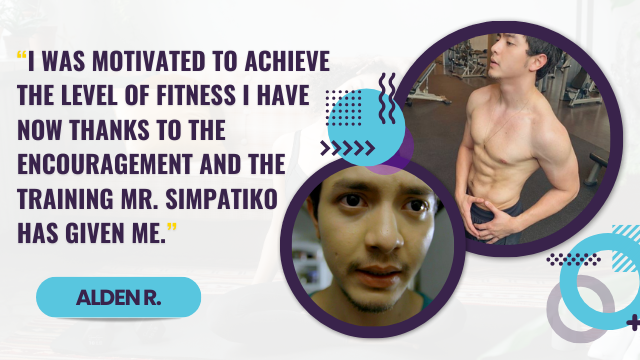 “I WAS MOTIVATED TO ACHIEVE
THE LEVEL OF FITNESS I HAVE
NOW THANKS TO THE
ENCOURAGEMENT AND THE
TRAINING MR. SIMPATIKO
HAS GIVEN ME.”
ALDEN R.